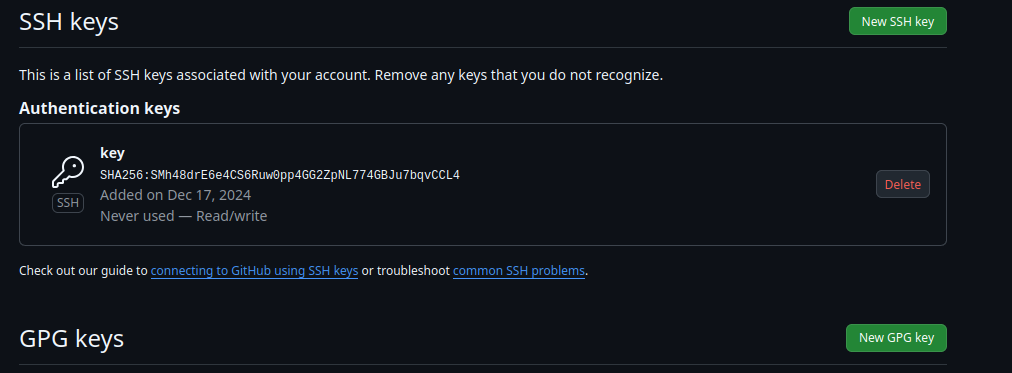 SSH keys
New SSH key
This is a list of SSH keys associated with your account. Remove any keys that you do not recognize.
Authentication keys
key
SHA256:SMh48drE6e4CS6Ruw0pp4GG2ZpNL774GBJu7bqvCCL4
SSH
Added on Dec 17, 2024
Never used — Read/write
Delete
Check out our guide to connecting to GitHub using SSH keys or troubleshoot common SSH problems.
GPG keys
New GPG key